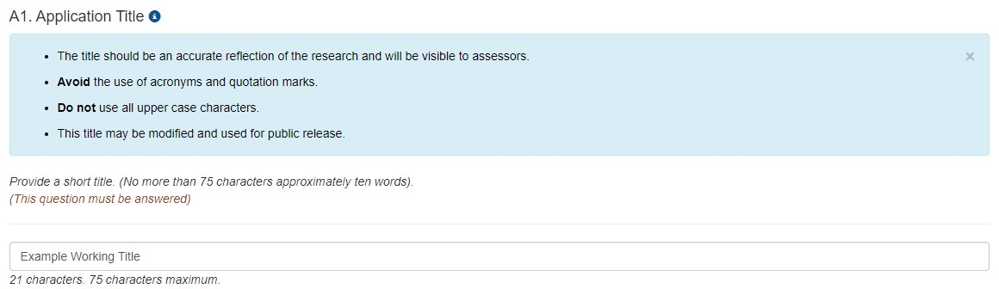 A1. Application Title
The title should be an accurate reflection of the research and will be visible to assessors.
Avoid the use of acronyms and quotation marks.
Do not use all upper case characters.
This title may be modified and used for public release.
Provide a short title. (No more than 75 characters approximately ten words).
(This question must be answered)
Example Working Title
21 characters. 75 characters maximum.